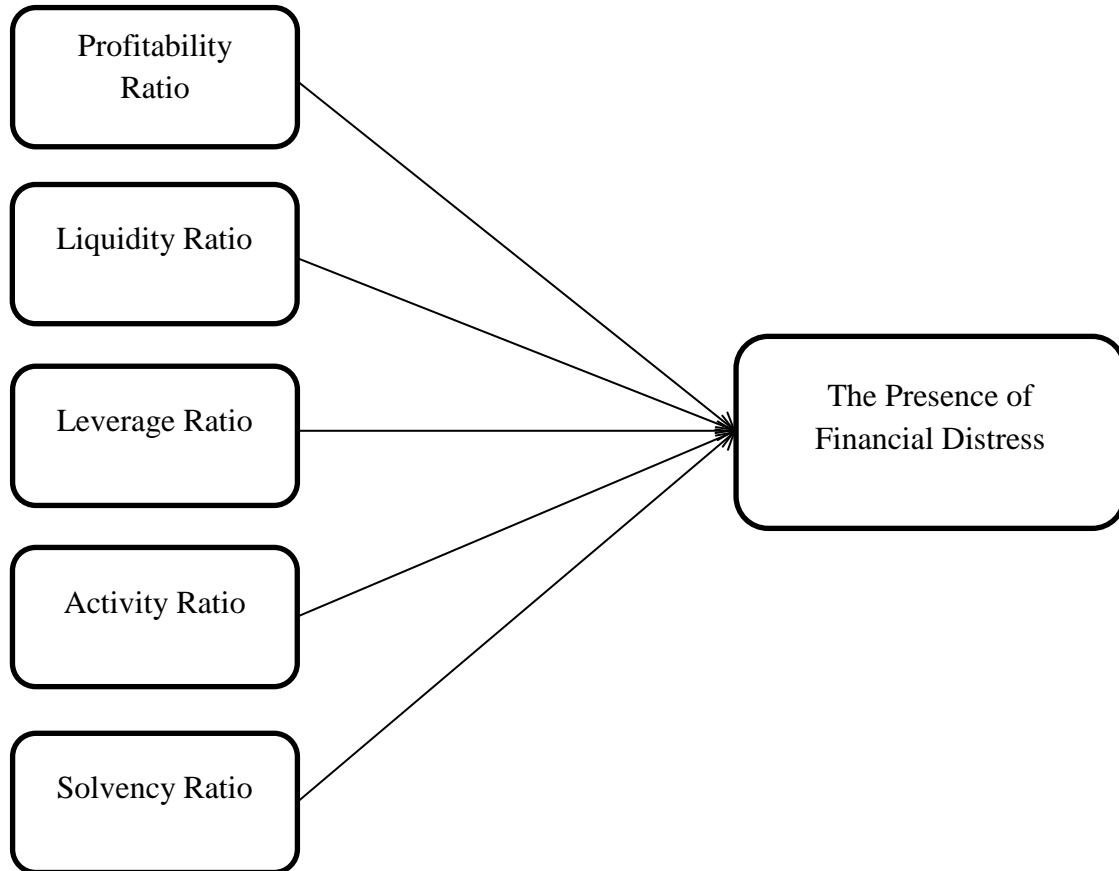 Profitability
Ratio
Liquidity Ratio
Leverage Ratio
The Presence of
Financial Distress
Activity Ratio
Solvency Ratio